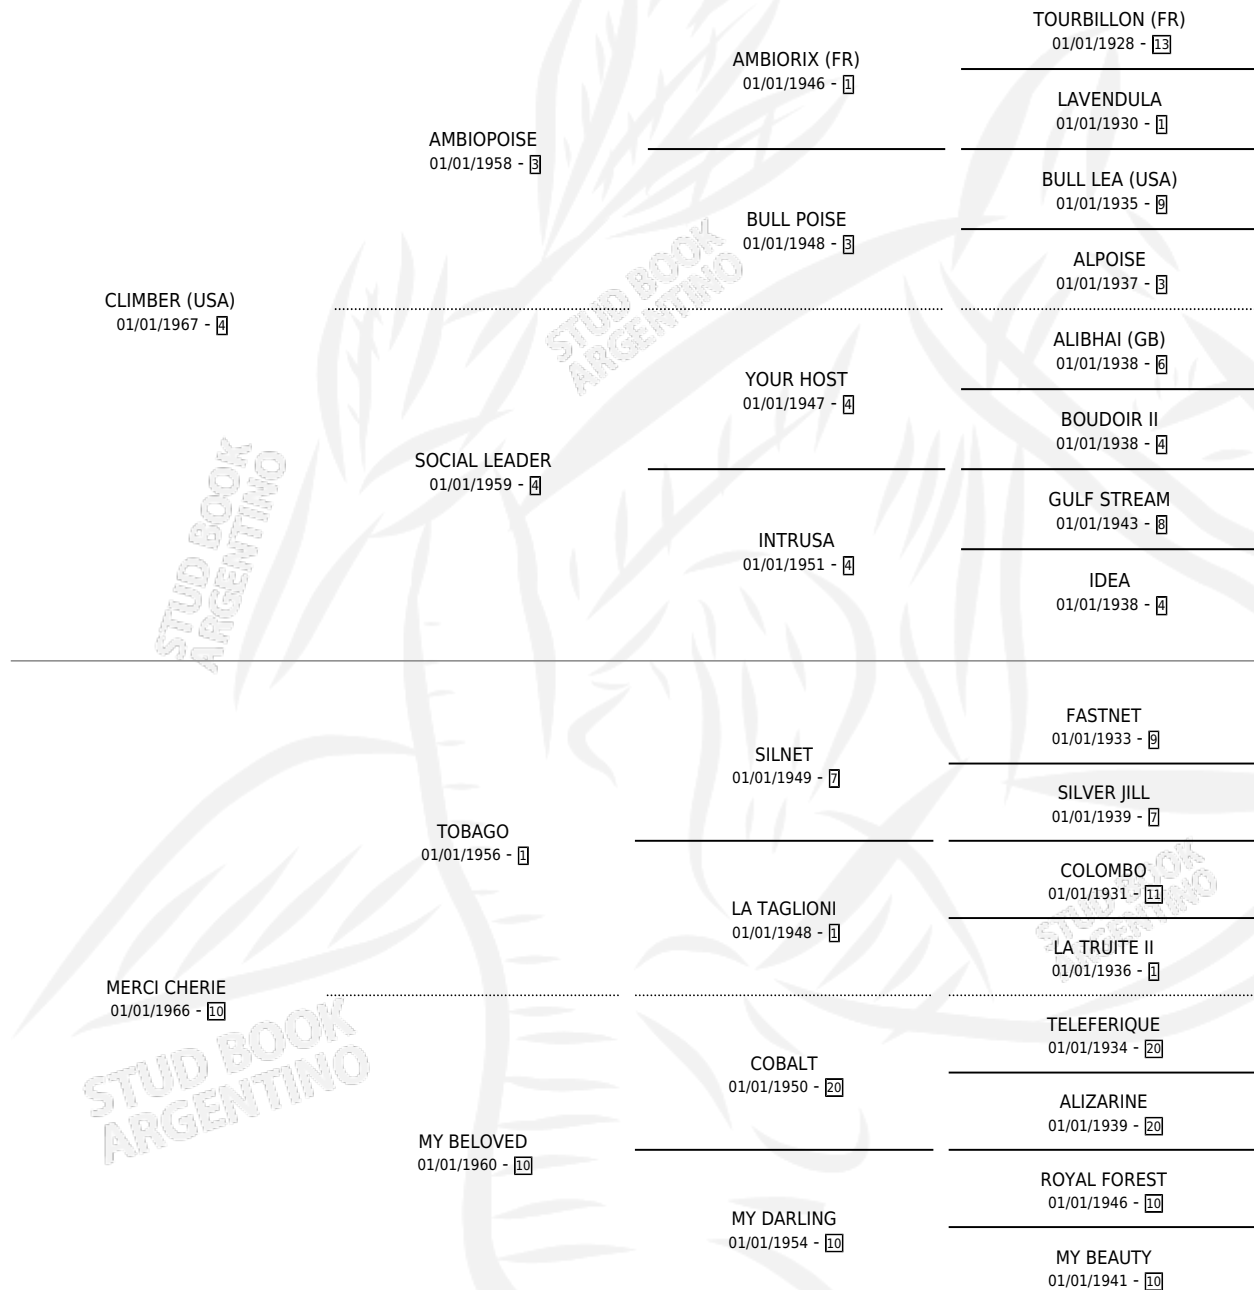 CLIMBER (USA)
01/01/1967 - 4
AMBIOPOISE
01/01/1958 - 3
SOCIAL LEADER
01/01/1959 - 4
AMBIORIX (FR)
01/01/1946 - 1
BULL POISE
01/01/1948 - 3
YOUR HOST
01/01/1947 - 4
INTRUSA
01/01/1951 - 4
TOURBILLON (FR)
01/01/1928 - 13
LAVENDULA
01/01/1930 - 1
BULL LEA (USA)
01/01/1935 - 9
ALPOISE
01/01/1937 - 3
ALIBHAI (GB)
01/01/1938 - 6
BOUDOIR II
01/01/1938 - 4
GULF STREAM
01/01/1943 - 8
IDEA
01/01/1938 - 4
MERCI CHERIE
01/01/1966 - 10
TOBAGO
01/01/1956 - 1
MY BELOVED
01/01/1960 - 10
SILNET
01/01/1949 - 7
LA TAGLIONI
01/01/1948 - 1
COBALT
01/01/1950 - 20
MY DARLING
01/01/1954 - 10
FASTNET
01/01/1933 - 9
SILVER JILL
01/01/1939 - 7
COLOMBO
01/01/1931 - 11
LA TRUITE II
01/01/1936 - 1
TELEFERIQUE
01/01/1934 - 20
ALIZARINE
01/01/1939 - 20
ROYAL FOREST
01/01/1946 - 10
MY BEAUTY
01/01/1941 - 10
STUD BOOK
ARGENTINO
STUD BOOK
ARGENTINO
STUD BOOK
ARGENTINO
STUD BOOK
ARGENTINO